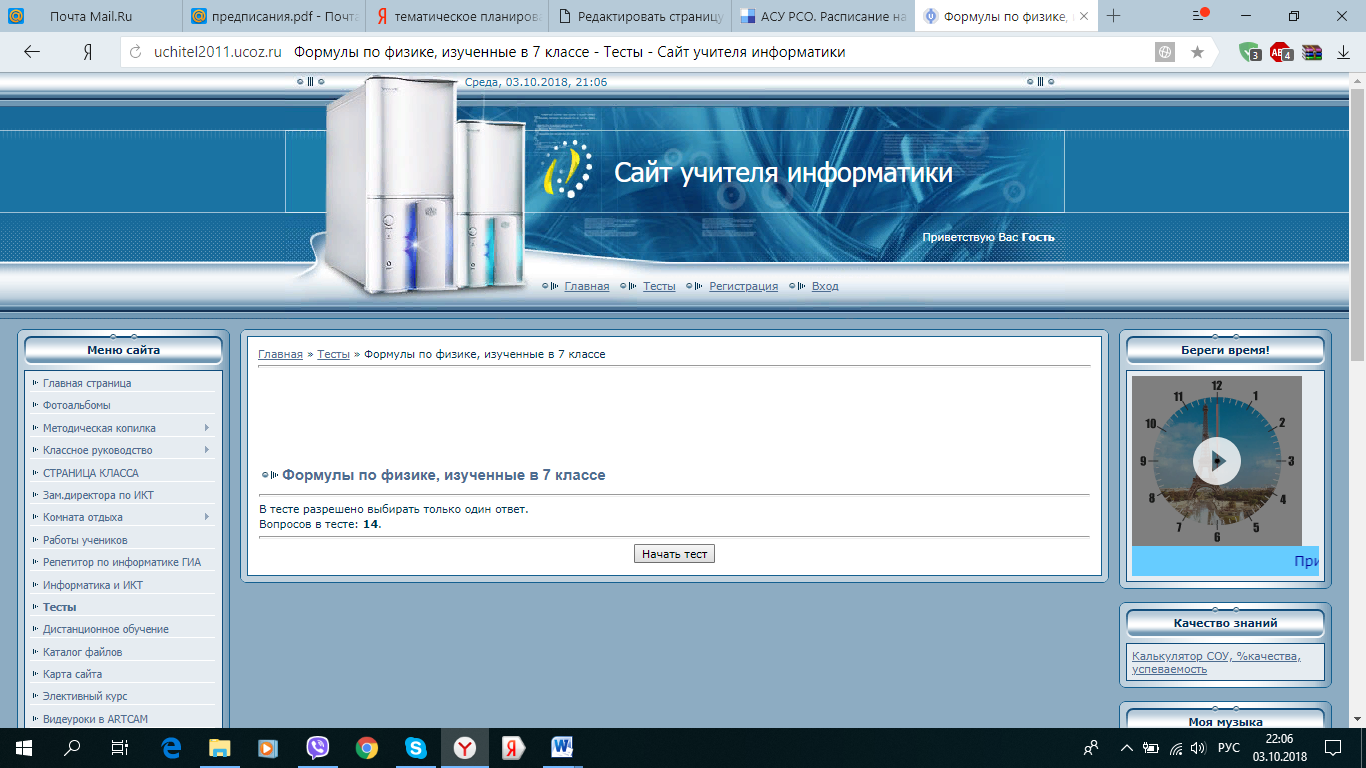 Почта Mail.Ru
предписания.pdf - Почта
тематическое планиров
Редактировать страницу
АСУ РСО. Расписание на
Формулы по физике,
uchitel2011.ucoz.ru Формулы по физике, изученные в 7 классе - Тесты - Сайт учителя информатики
3
4
Среда, 03.10.2018, 21:06
Сайт учителя информатики
Приветствую Вас Гость
Главная Тесты Регистрация Вход
Меню сайта
Главная страница
Фотоальбомы
Методическая копилка
Классное руководство
СТРАНИЦА КЛАССА
Зам.директора по ИКТ
Комната отдыха
Работы учеников
Репетитор по информатике ГИА
Информатика и ИКТ
Тесты
Дистанционное обучение
Каталог файлов
Карта сайта
Элективный курс
Видеуроки в ARTCAM
Главная » Тесты » Формулы по физике, изученные в 7 классе
Формулы по физике, изученные в 7 классе
В тесте разрешено выбирать только один ответ.
Вопросов в тесте: 14.
Начать тест
Береги время!
12
1
2
3
4
5
6
7
8
9
10
11
При
Качество знаний
Калькулятор СОУ, %качества,
успеваемость
Моя музыка
РУС
22:06
03.10.2018